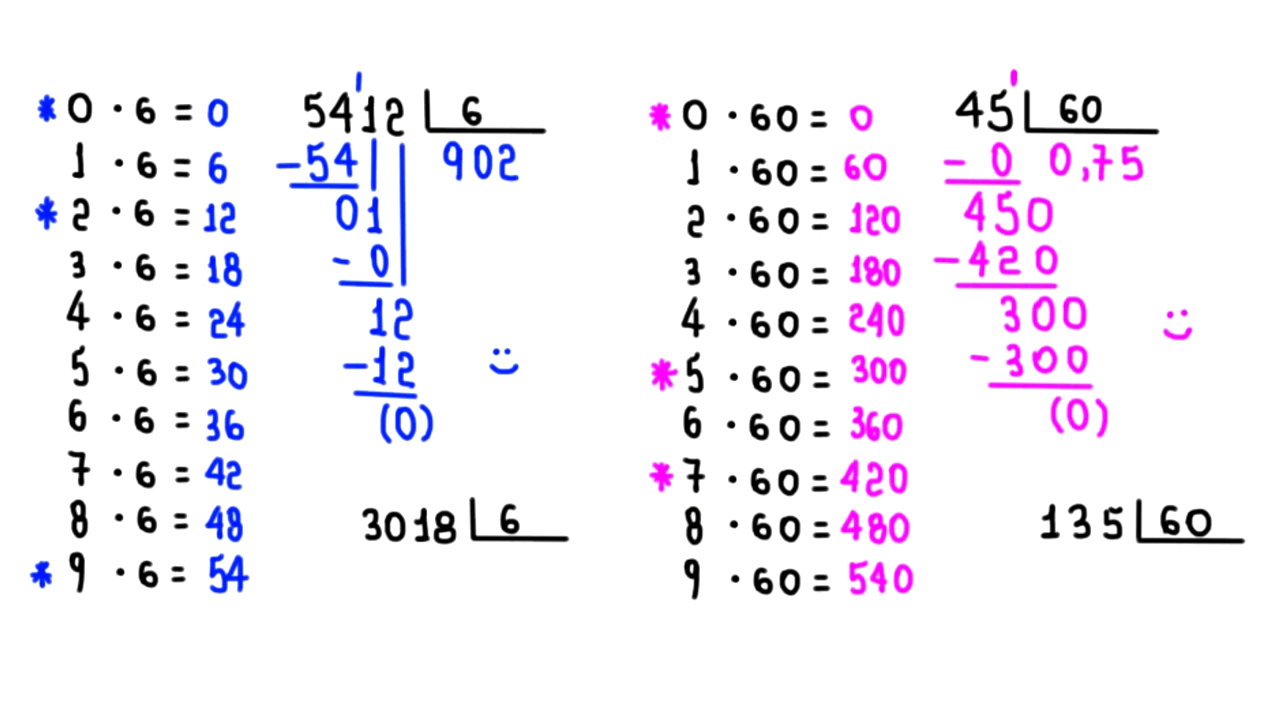 * 0 · 6 = 0
1 · 6 = 6
* 2 · 6 = 12
3 · 6 = 18
4 · 6 = 24
5 · 6 = 30
6 · 6 = 36
7 · 6 = 42
8 · 6 = 48
* 9 · 6 = 54
54'12 6
-54 902
01
- 0
12
-12
(0)
3018 6
* 0 · 60 = 0
1 · 60 = 60
2 · 60 = 120
3 · 60 = 180
4 · 60 = 240
* 5 · 60 = 300
6 · 60 = 360
* 7 · 60 = 420
8 · 60 = 480
9 · 60 = 540
45' 60
- 0 0,75
450
-420
300
-300
(0)
135 60